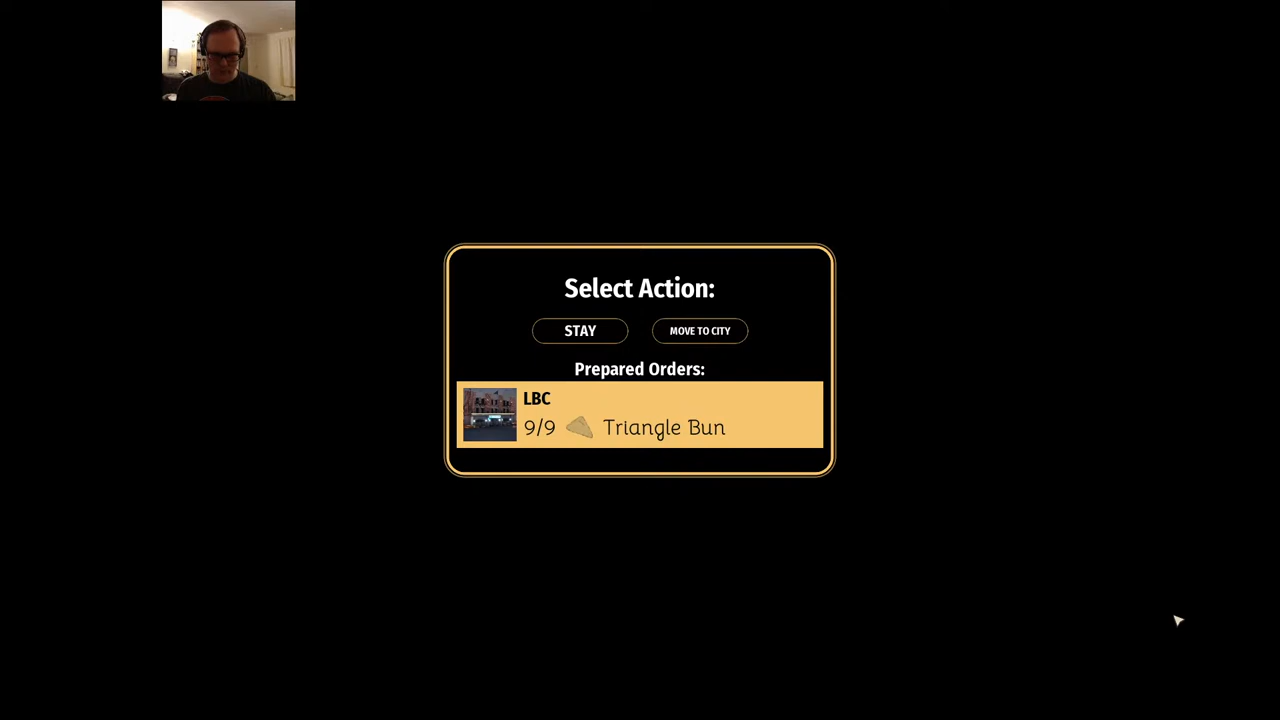 Select Action:
STAY
MOVE TO CITY
Prepared Orders:
LBC
9/9 Triangle Bun